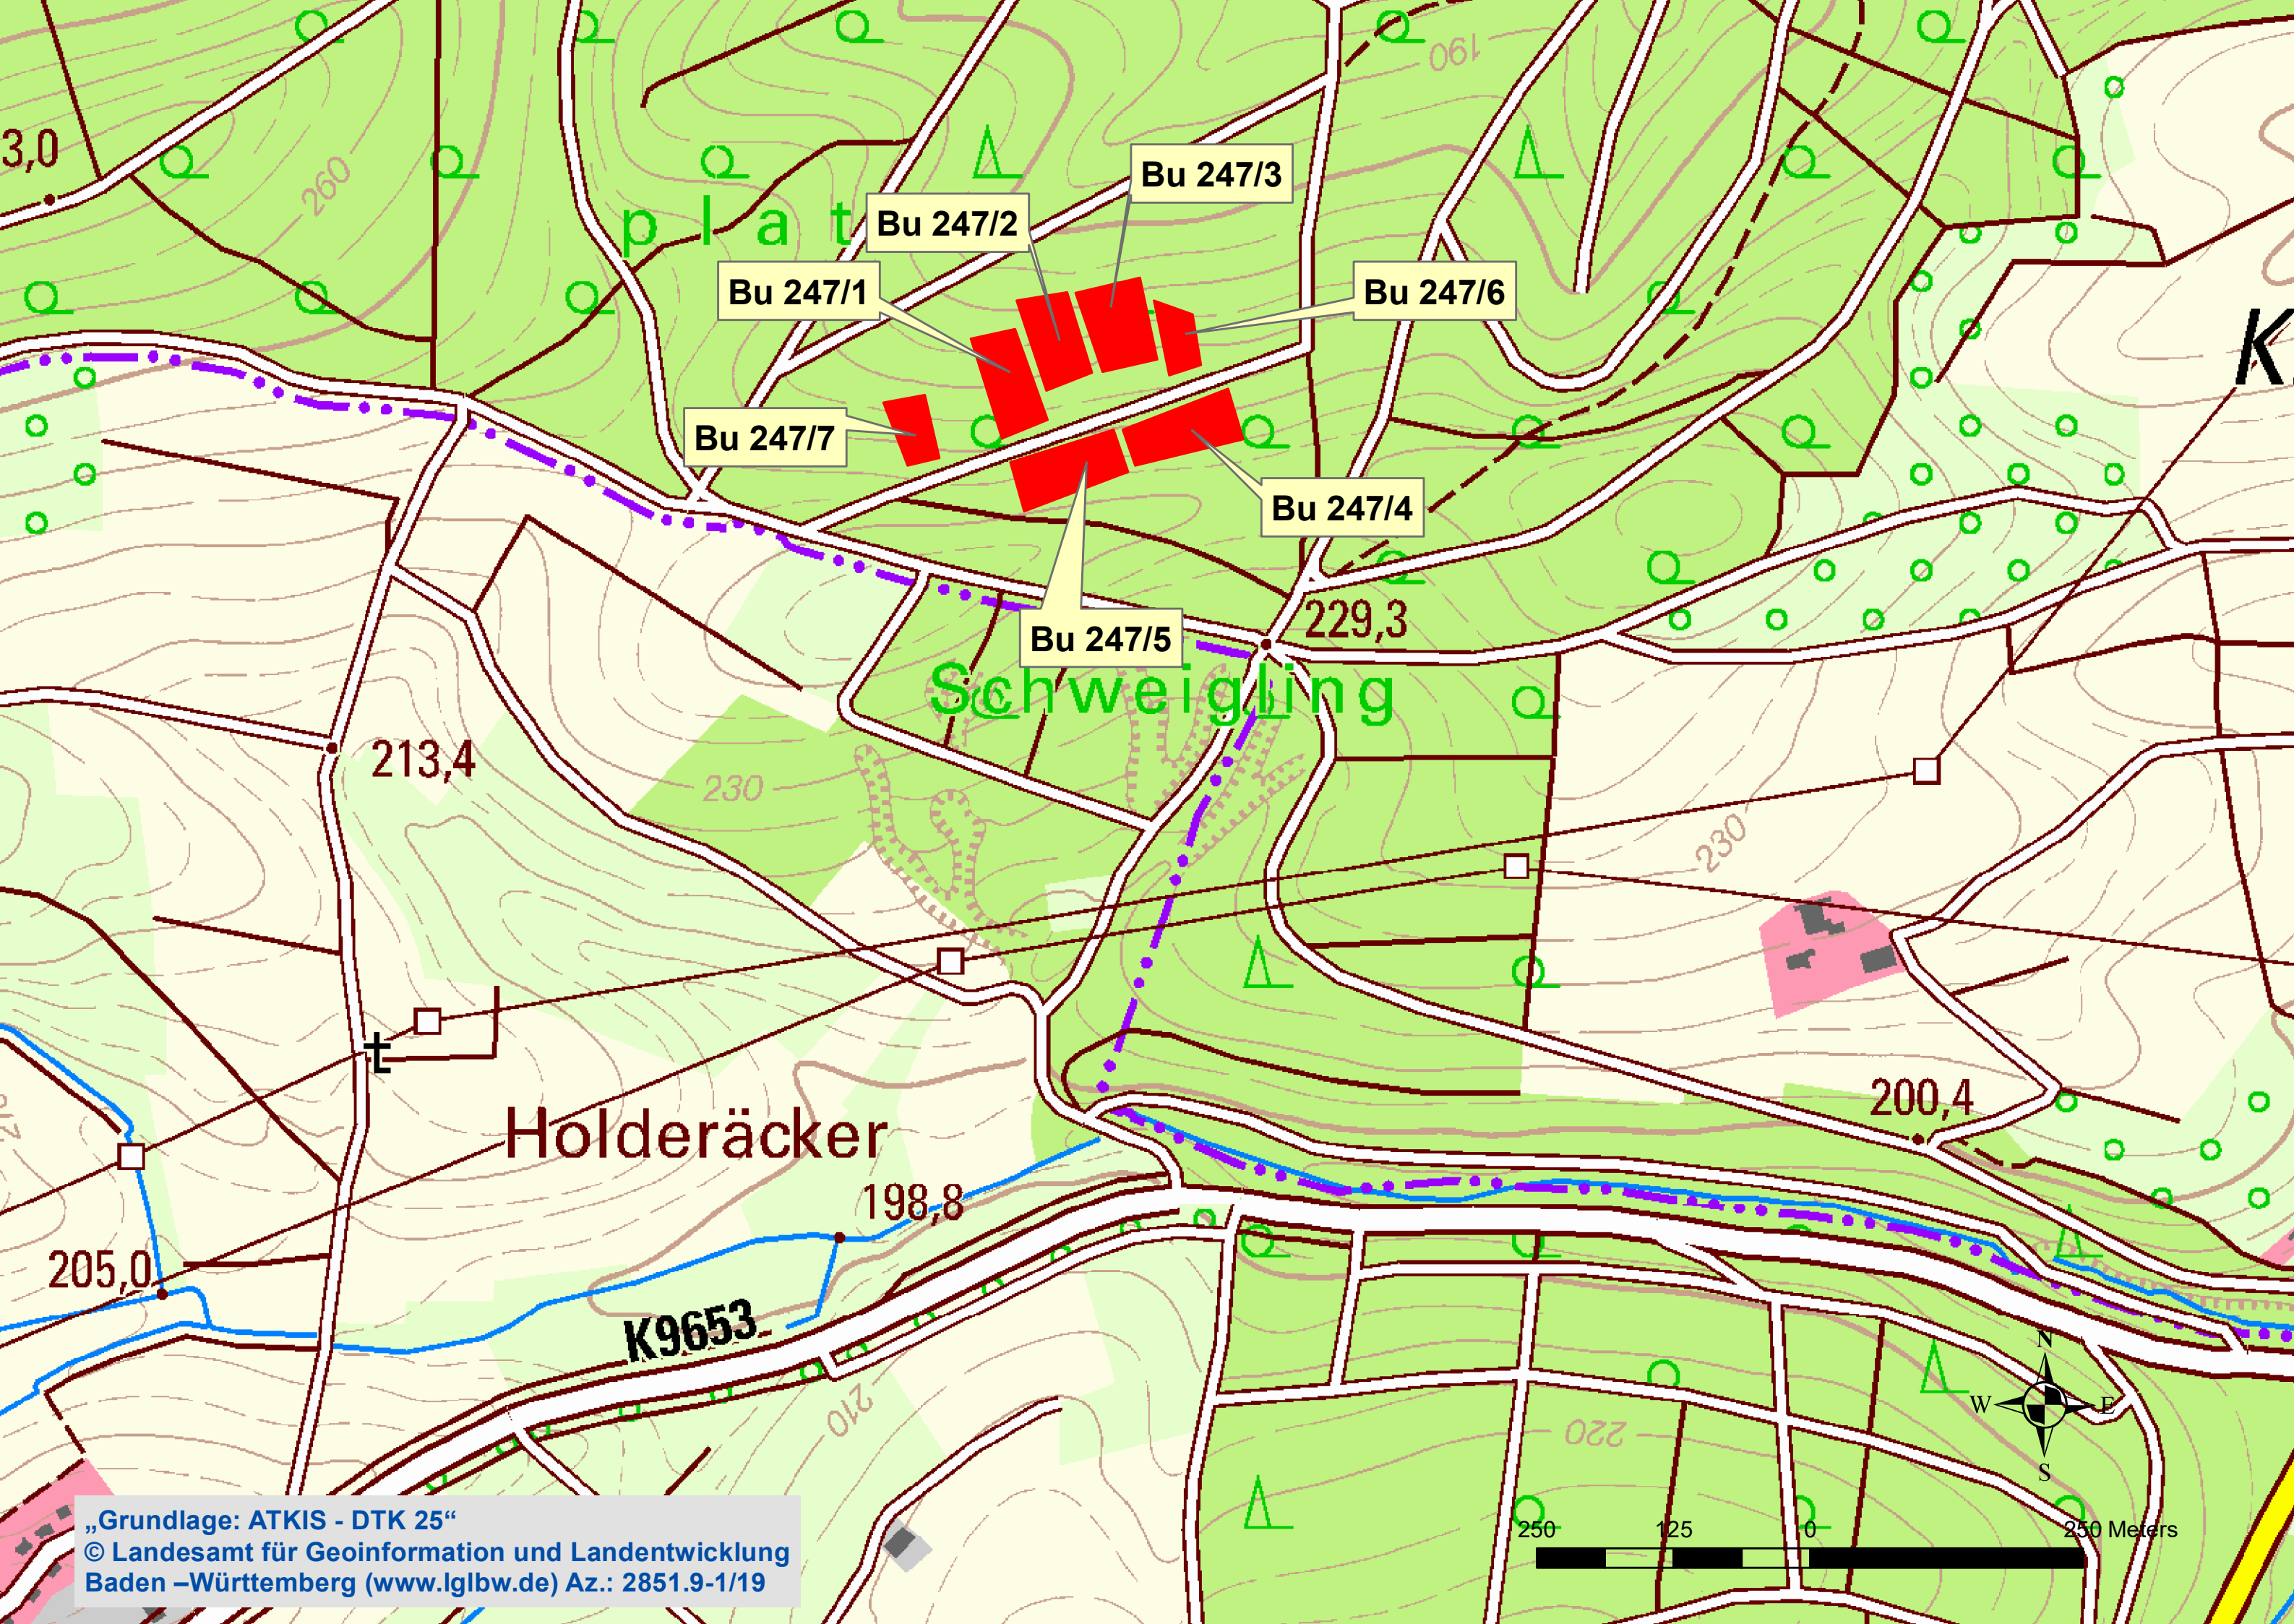 190
3,0
Bu 247/3
260
p l a t
Bu 247/2
Bu 247/1
Bu 247/6
K
Bu 247/7
Bu 247/4
229,3
Bu 247/5
Schweigling
213,4
230
230
t
200,4
Holderäcker
198,8
205,0
K9653
210
220
N
W E
S
250 125 0 250 Meters
„Grundlage: ATKIS - DTK 25“
© Landesamt für Geoinformation und Landentwicklung
Baden –Württemberg (www.lglbw.de) Az.: 2851.9-1/19